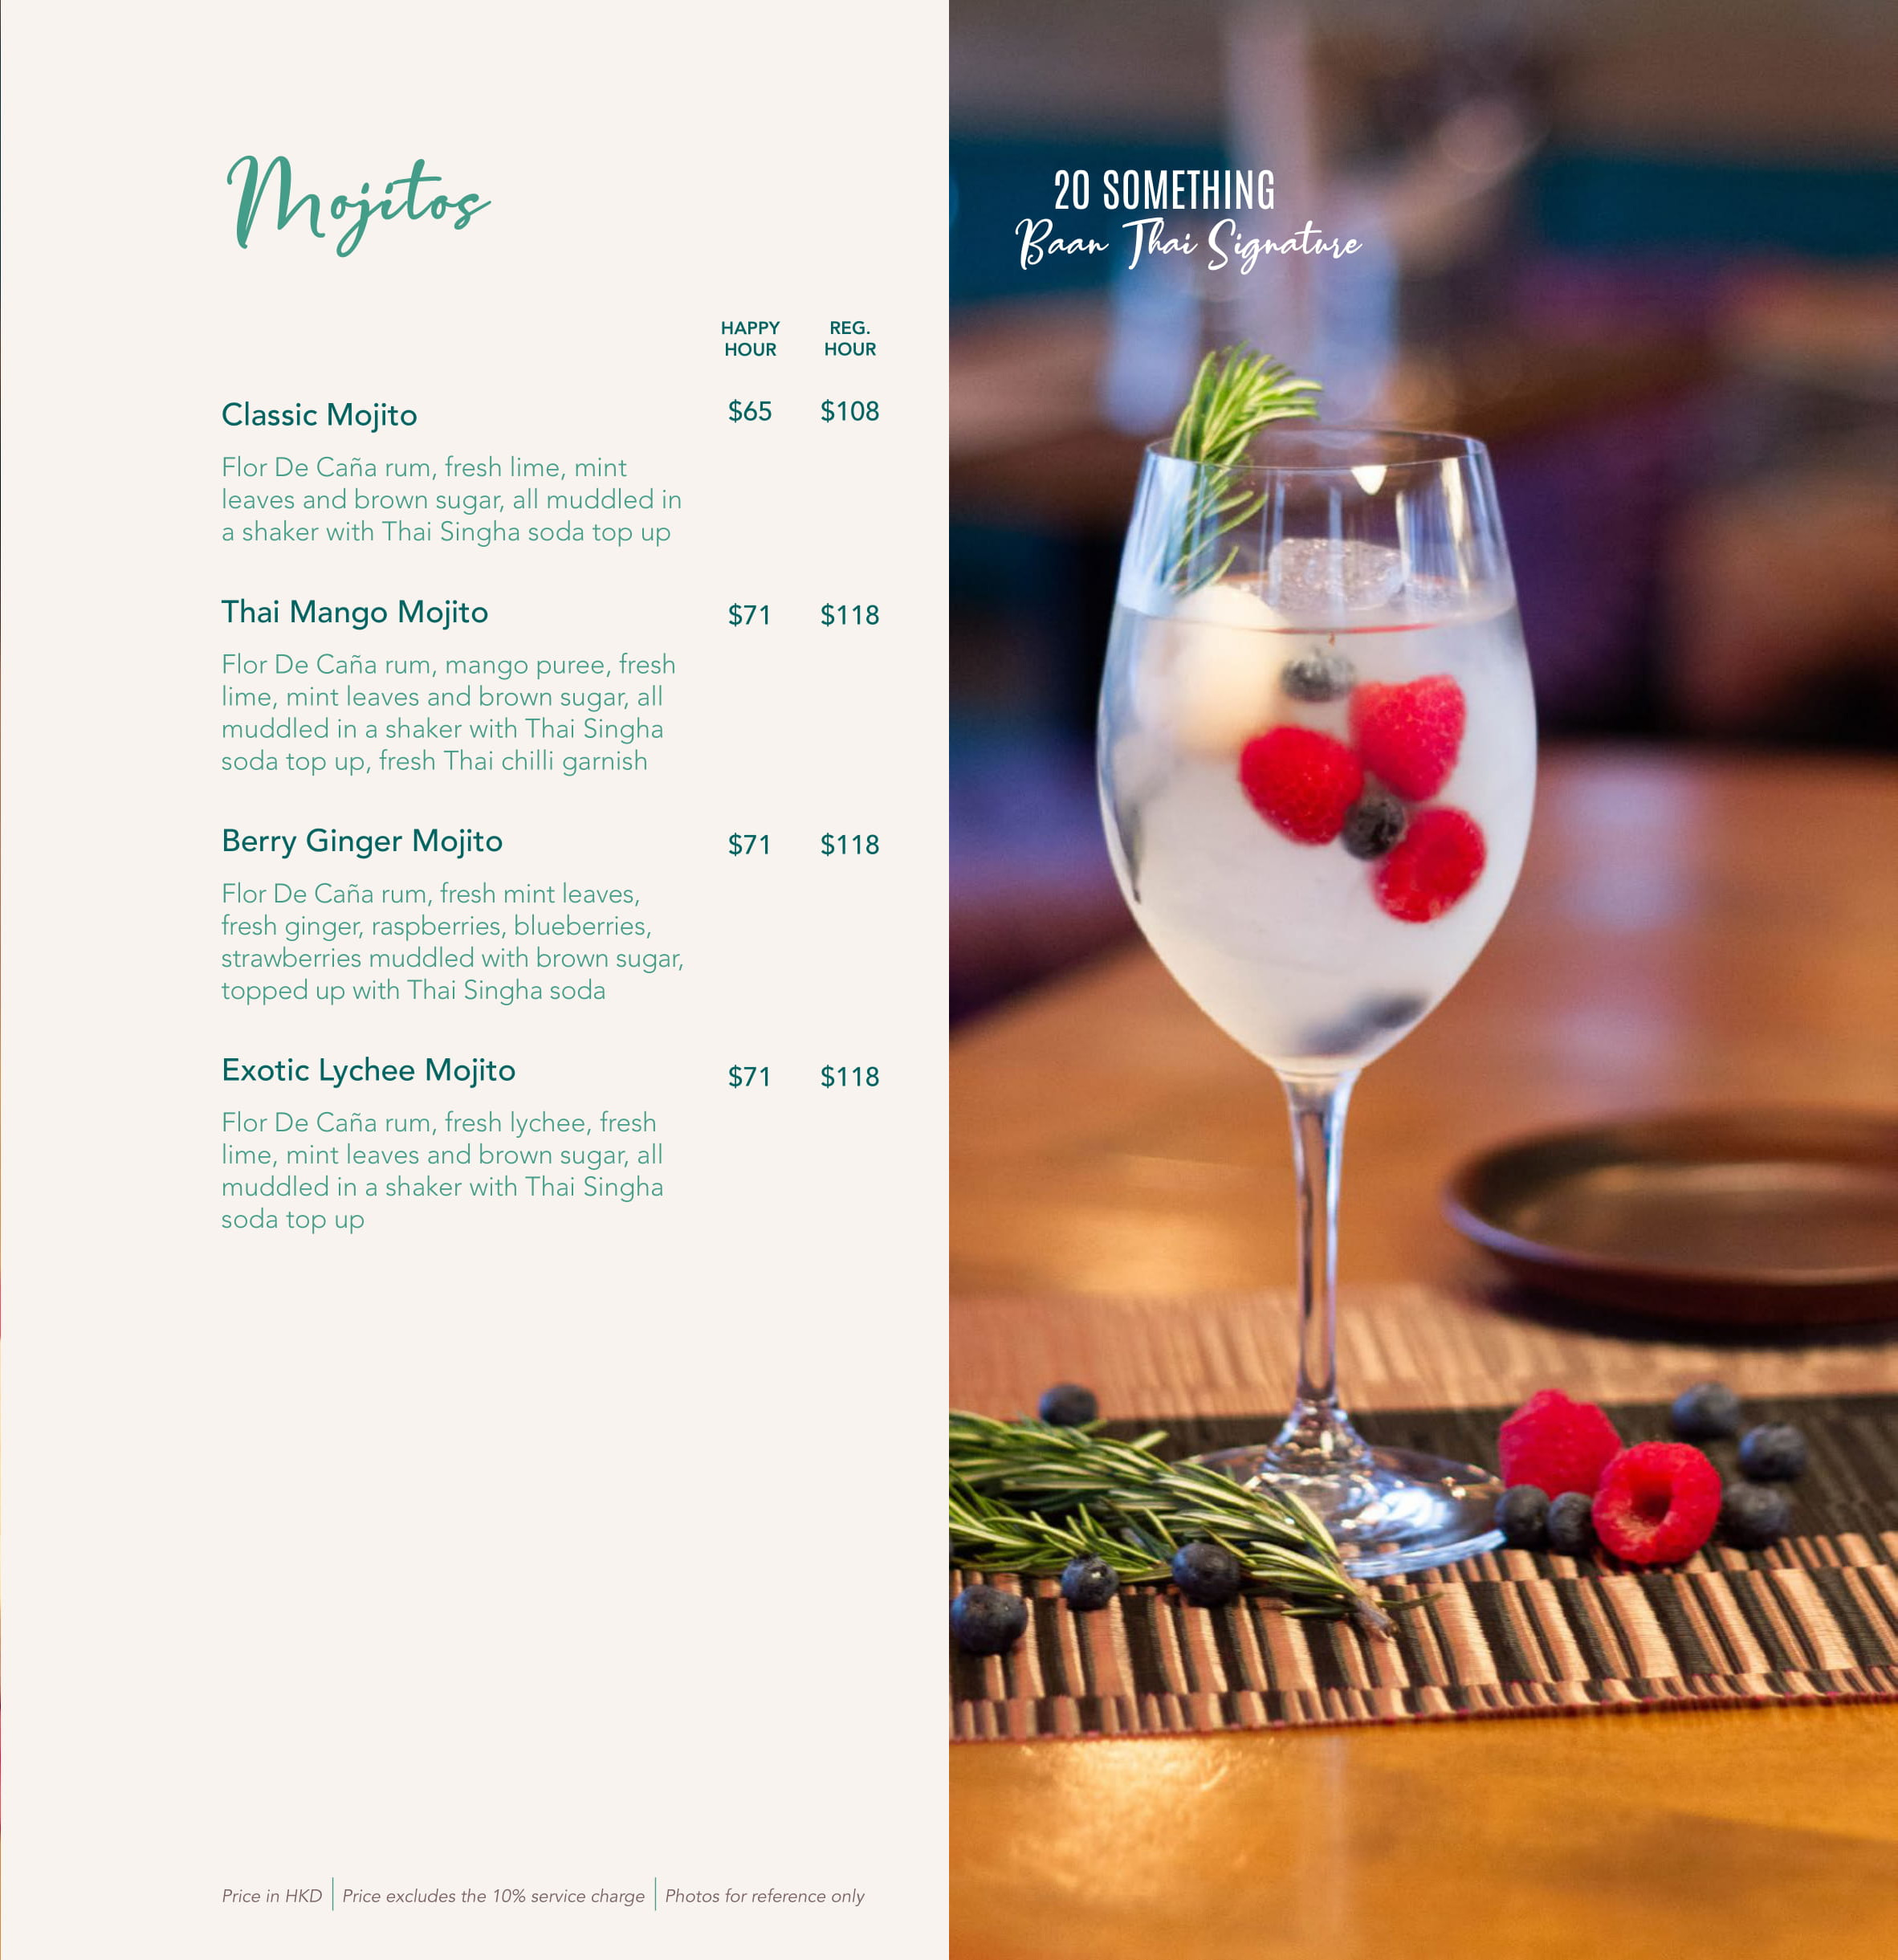 Mojitos
HAPPY HOUR
REG. HOUR
Classic Mojito $65 $108
Flor De Caña rum, fresh lime, mint
leaves and brown sugar, all muddled in
a shaker with Thai Singha soda top up
Thai Mango Mojito $71 $118
Flor De Caña rum, mango puree, fresh
lime, mint leaves and brown sugar, all
muddled in a shaker with Thai Singha
soda top up, fresh Thai chilli garnish
Berry Ginger Mojito $71 $118
Flor De Caña rum, fresh mint leaves,
fresh ginger, raspberries, blueberries,
strawberries muddled with brown sugar,
topped up with Thai Singha soda
Exotic Lychee Mojito $71 $118
Flor De Caña rum, fresh lychee, fresh
lime, mint leaves and brown sugar, all
muddled in a shaker with Thai Singha
soda top up
Price in HKD | Price excludes the 10% service charge | Photos for reference only
20 SOMETHING
Baan Thai Signature